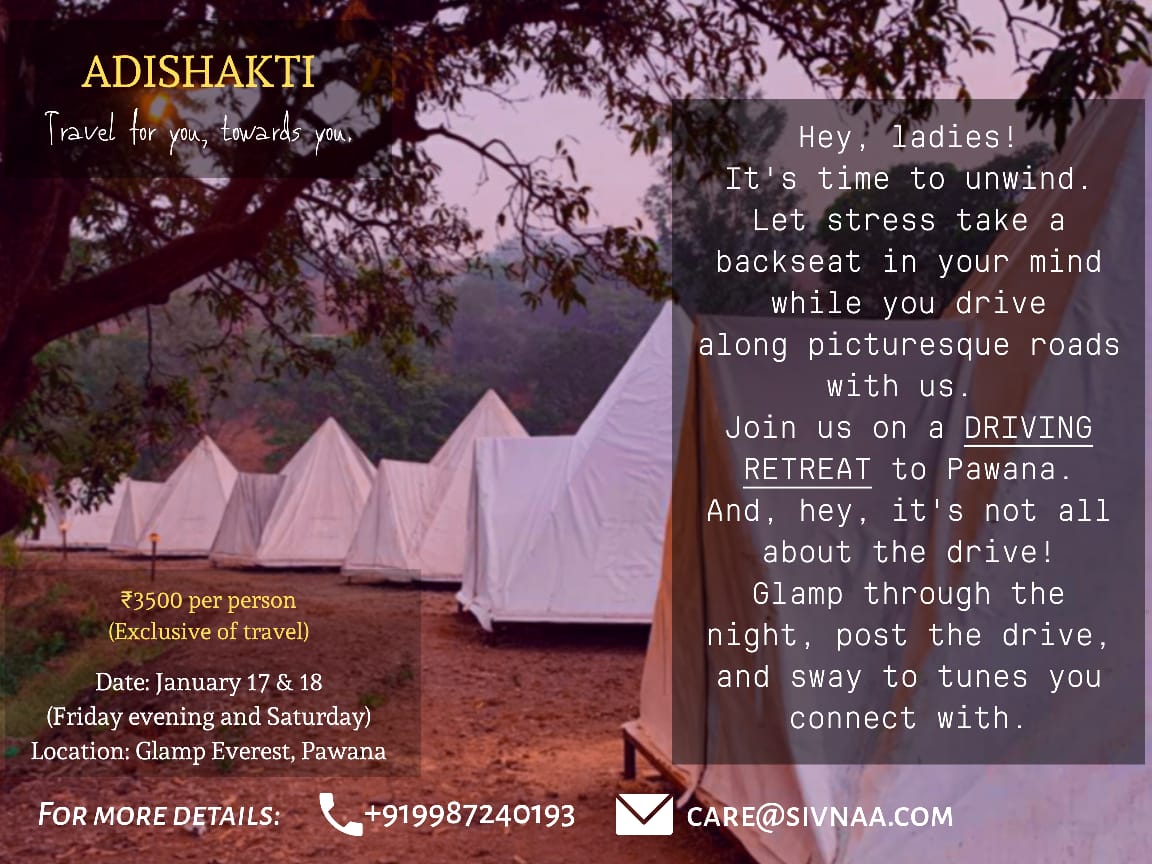 ADISHAKTI
Travel for you, towards you.
Hey, ladies!
It's time to unwind.
Let stress take a
backseat in your mind
while you drive
along picturesque roads
with us.
Join us on a DRIVING
RETREAT to Pawana.
And, hey, it's not all
about the drive!
Glamp through the
night, post the drive,
and sway to tunes you
connect with.
₹3500 per person
(Exclusive of travel)
Date: January 17 & 18
(Friday evening and Saturday)
Location: Glamp Everest, Pawana
FOR MORE DETAILS: +919987240193 CARE@SIVNAA.COM